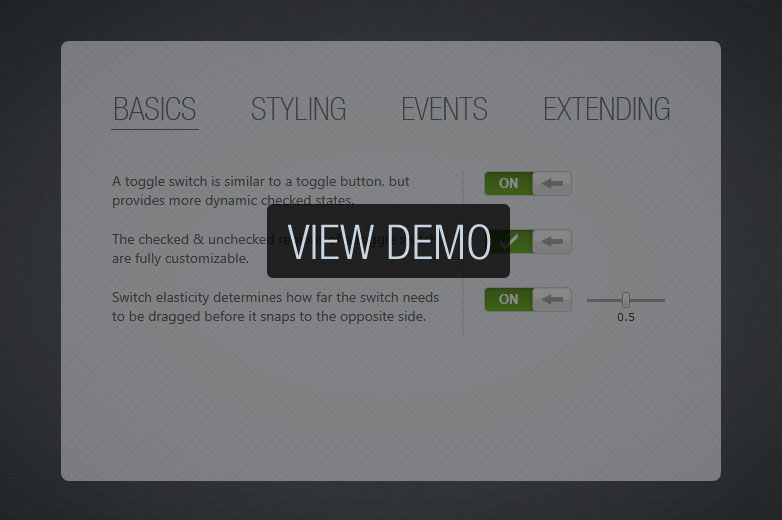 BASICS STYLING EVENTS EXTENDING
A toggle switch is similar to a toggle button, but
provides more dynamic checked states.
ON
The checked & unchecked
are fully customizable.
VIEW DEMO
Switch elasticity determines how far the switch needs
to be dragged before it snaps to the opposite side.
ON
0.5